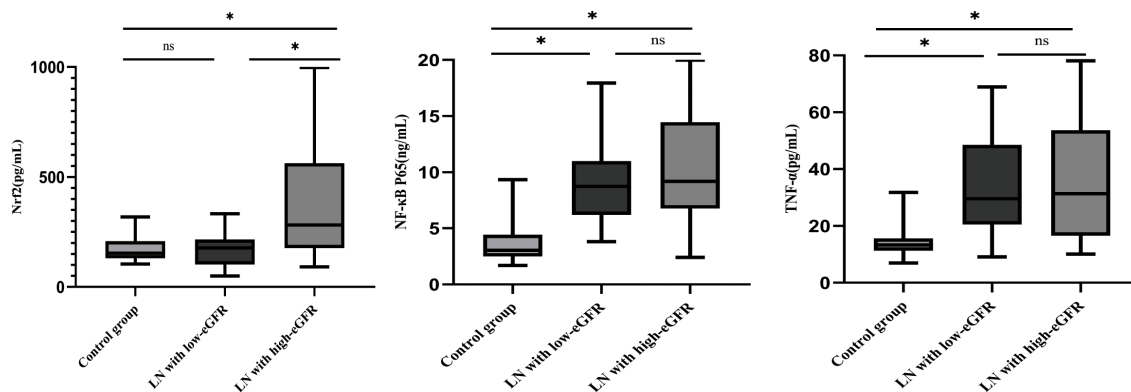 *
ns
*
1000
500
0
Nrf2(pg/mL)
Control group
LN with low-eGFR
LN with high-eGFR
*
*
ns
20
15
10
5
0
NF-κB P65(ng/mL)
Control group
LN with low-eGFR
LN with high-eGFR
*
*
ns
80
60
40
20
0
TNF-α(pg/mL)
Control group
LN with low-eGFR
LN with high-eGFR